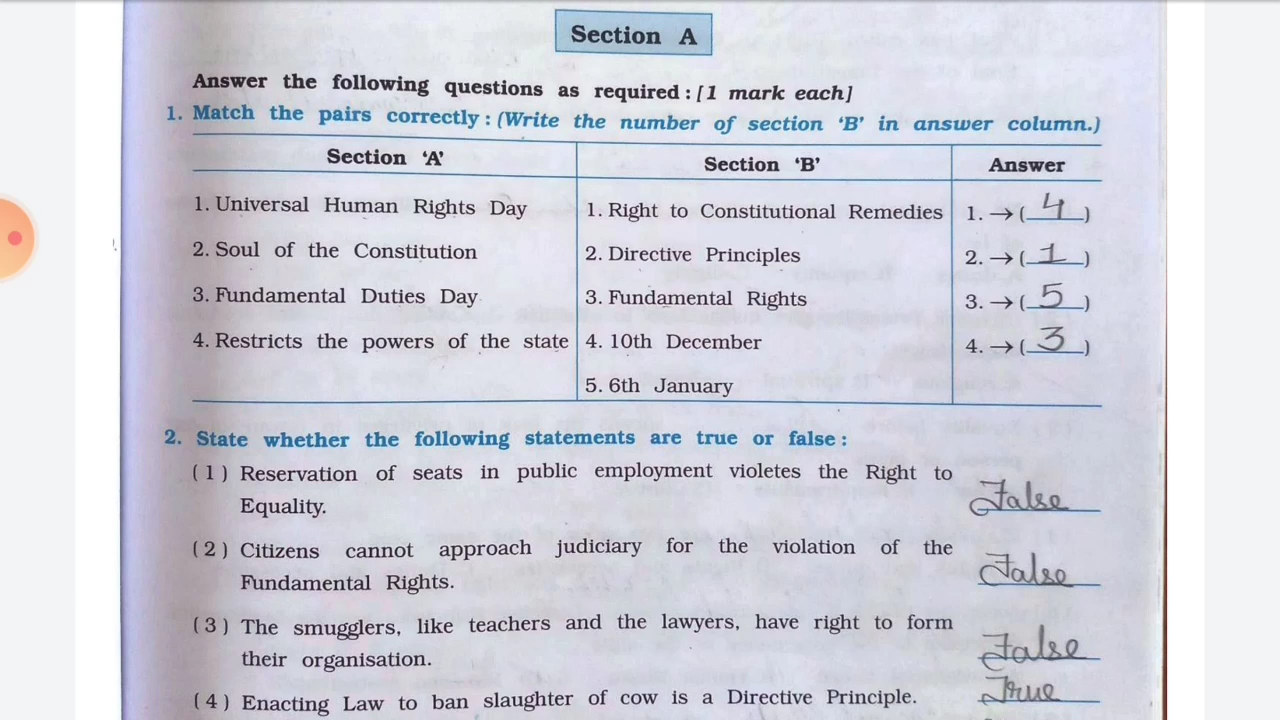 Section A
Answer the following questions as required : [1 mark each]
1. Match the pairs correctly : (Write the number of section 'B' in answer column.)
Section 'A' Section 'B' Answer
1. Universal Human Rights Day 1. Right to Constitutional Remedies 1. → ( 4 )
2. Soul of the Constitution 2. Directive Principles 2. → ( 1 )
3. Fundamental Duties Day 3. Fundamental Rights 3. → ( 5 )
4. Restricts the powers of the state 4. 10th December 4. → ( 3 )
5. 6th January
2. State whether the following statements are true or false :
( 1 ) Reservation of seats in public employment violetes the Right to
Equality. False
( 2 ) Citizens cannot approach judiciary for the violation of the
Fundamental Rights. False
( 3 ) The smugglers, like teachers and the lawyers, have right to form
their organisation. False
( 4 ) Enacting Law to ban slaughter of cow is a Directive Principle. True